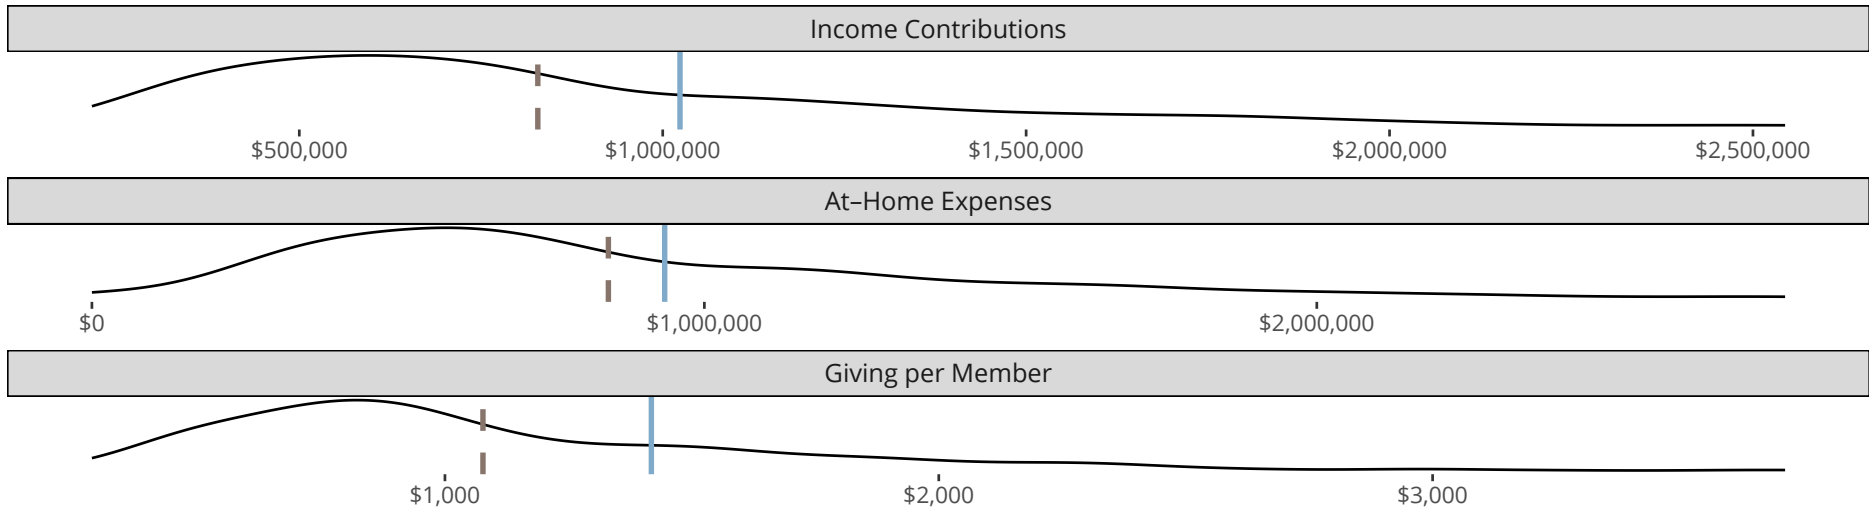 Income Contributions
$500,000 $1,000,000 $1,500,000 $2,000,000 $2,500,000
At–Home Expenses
$0 $1,000,000 $2,000,000
Giving per Member
$1,000 $2,000 $3,000